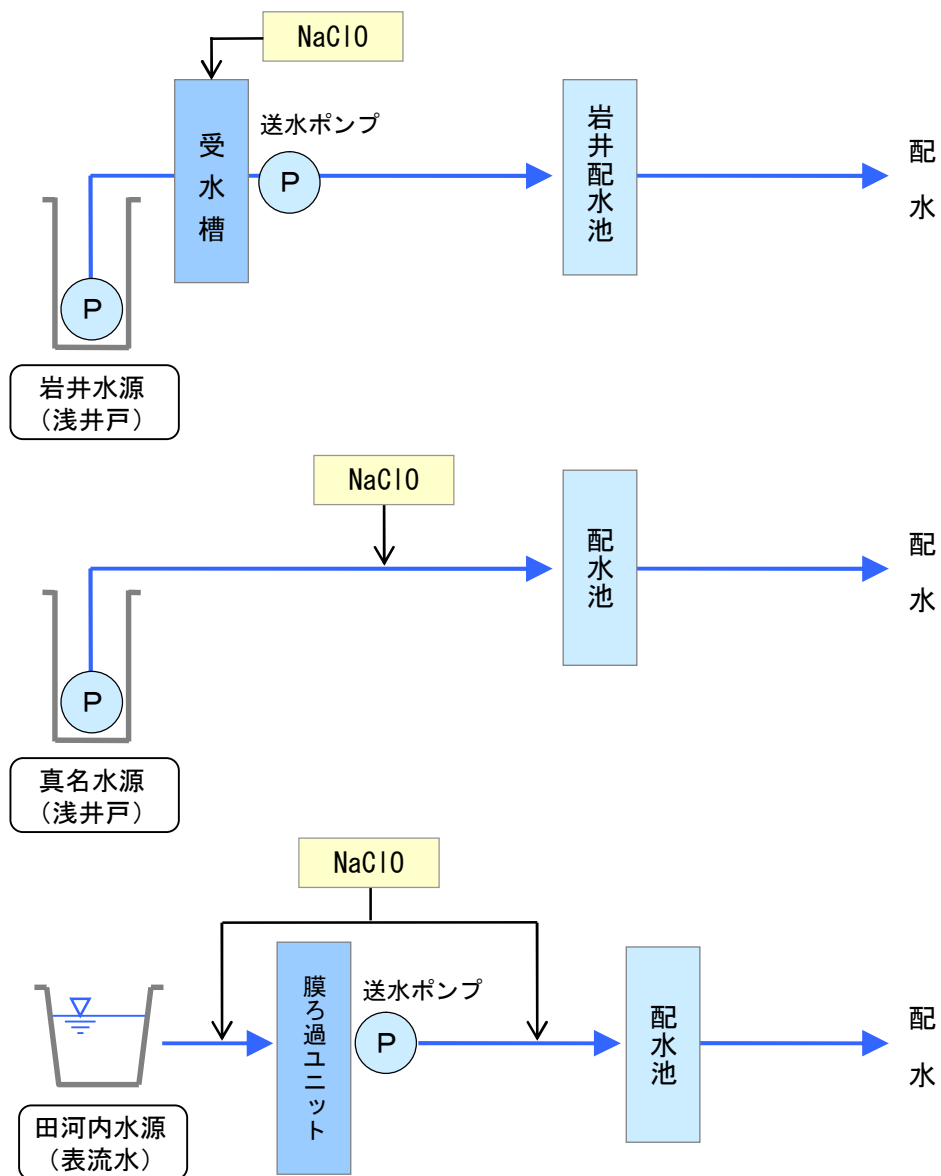 NaClO
送水ポンプ
受水槽
P
岩井配水池
配水
P
岩井水源
（浅井戸）
NaClO
配水池
配水
P
真名水源
（浅井戸）
NaClO
膜ろ過ユニット
送水ポンプ
P
配水池
配水
田河内水源
（表流水）